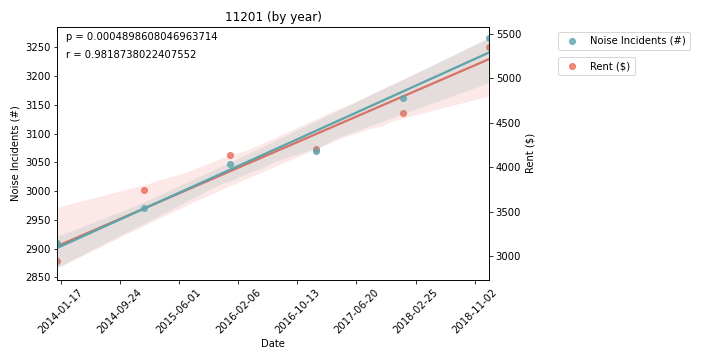 11201 (by year)
p = 0.0004898608046963714
r = 0.9818738022407552
Noise Incidents (#)
Rent ($)
3250
3200
3150
3100
3050
3000
2950
2900
2850
Noise Incidents (#)
5500
5000
4500
4000
3500
3000
Rent ($)
2014-01-17
2014-09-24
2015-06-01
2016-02-06
2016-10-13
2017-06-20
2018-02-25
2018-11-02
Date